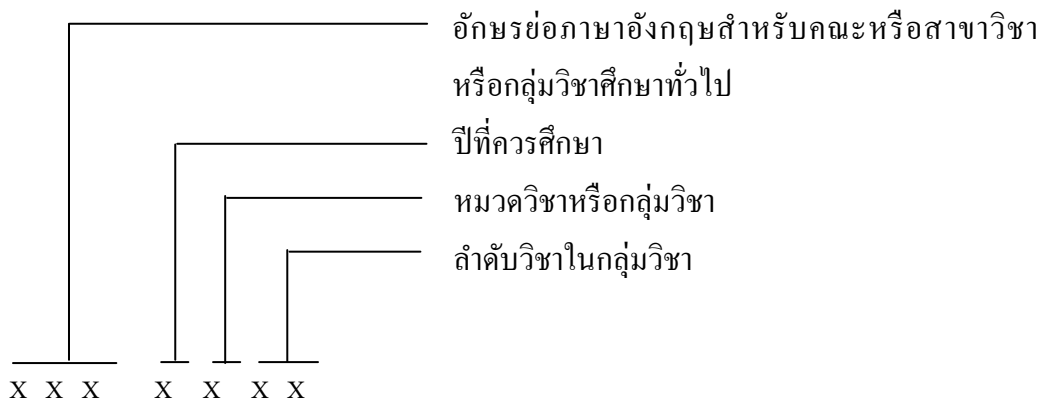 อักษรย่อภาษาอังกฤษสำหรับคณะหรือสาขาวิชา
หรือกลุ่มวิชาศึกษาทั่วไป
ปีที่ควรศึกษา
หมวดวิชาหรือกลุ่มวิชา
ลำดับวิชาในกลุ่มวิชา
X X X X X X X